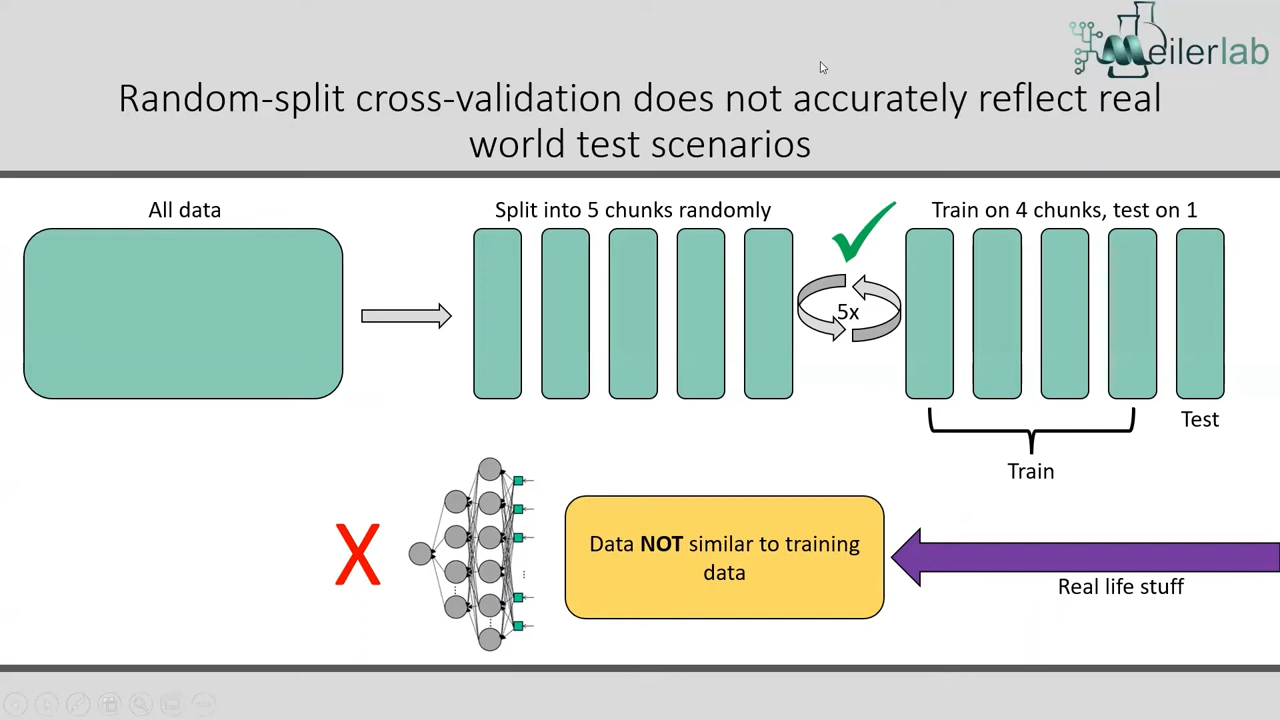 Meilerlab
Random-split cross-validation does not accurately reflect real
world test scenarios
All data
Split into 5 chunks randomly
Train on 4 chunks, test on 1
5x
Test
Train
X
Data NOT similar to training
data
Real life stuff